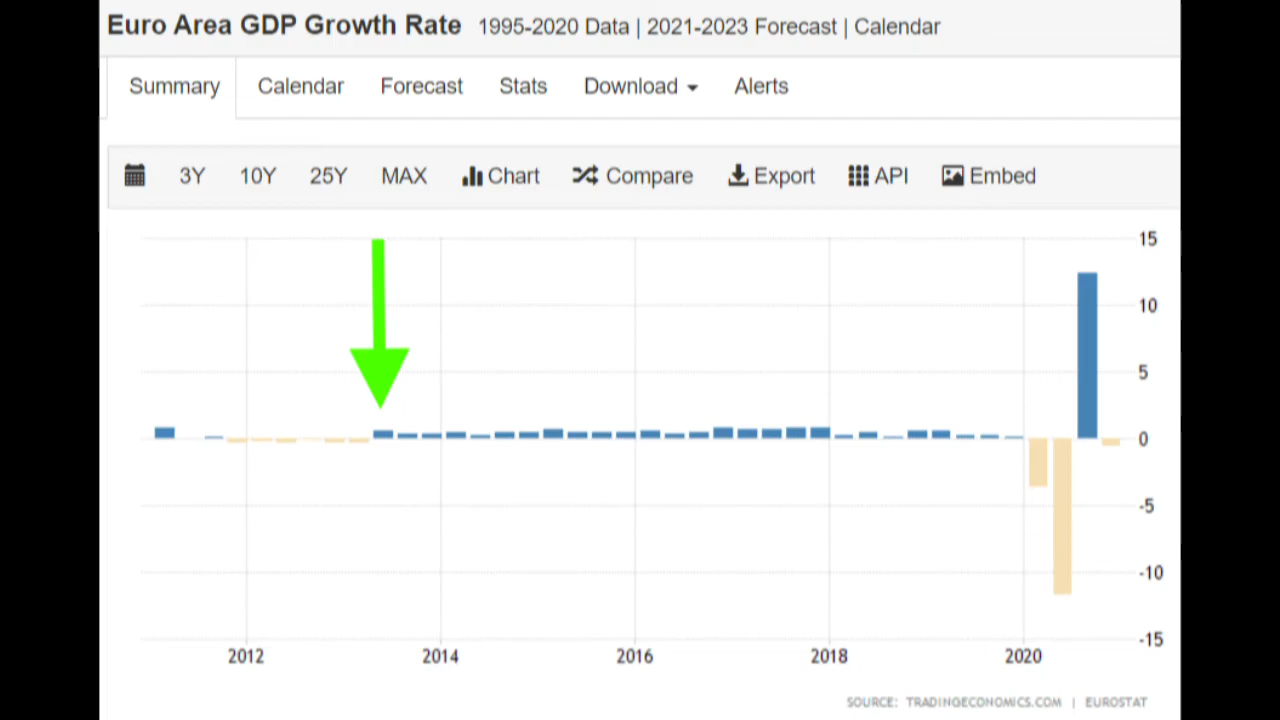 Euro Area GDP Growth Rate 1995-2020 Data | 2021-2023 Forecast | Calendar
Summary Calendar Forecast Stats Download Alerts
3Y 10Y 25Y MAX Chart Compare Export API Embed
15
10
5
0
-5
-10
-15
2012 2014 2016 2018 2020
SOURCE: TRADINGECONOMICS.COM | EUROSTAT